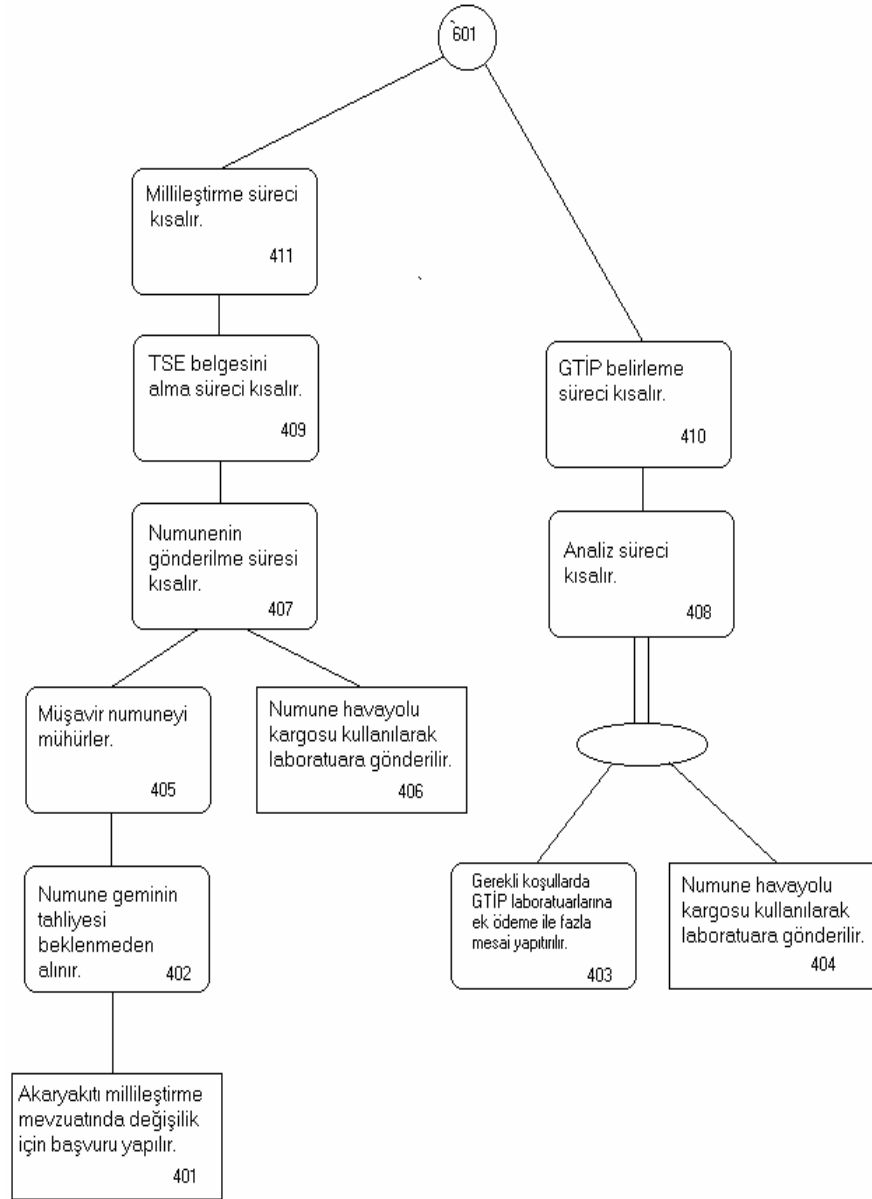 601
Millileştirme süreci
kısalır.
411
TSE belgesini
alma süreci kısalır.
409
GTİP belirleme
süreci kısalır.
410
Numunenin
gönderilme süresi
kısalır.
407
Analiz süreci
kısalır.
408
Müşavir numuneyi
mühürler.
405
Numune havayolu
kargosu kullanılarak
laboratuara gönderilir.
406
Numune geminin
tahliyesi
beklenmeden
alınır.
402
Gerekli koşullarda
GTİP laboratuarlarına
ek ödeme ile fazla
mesai yapıtırılır.
403
Numune havayolu
kargosu kullanılarak
laboratuara gönderilir.
404
Akaryakıtı millileştirme
mevzuatında değişilik
için başvuru yapılır.
401